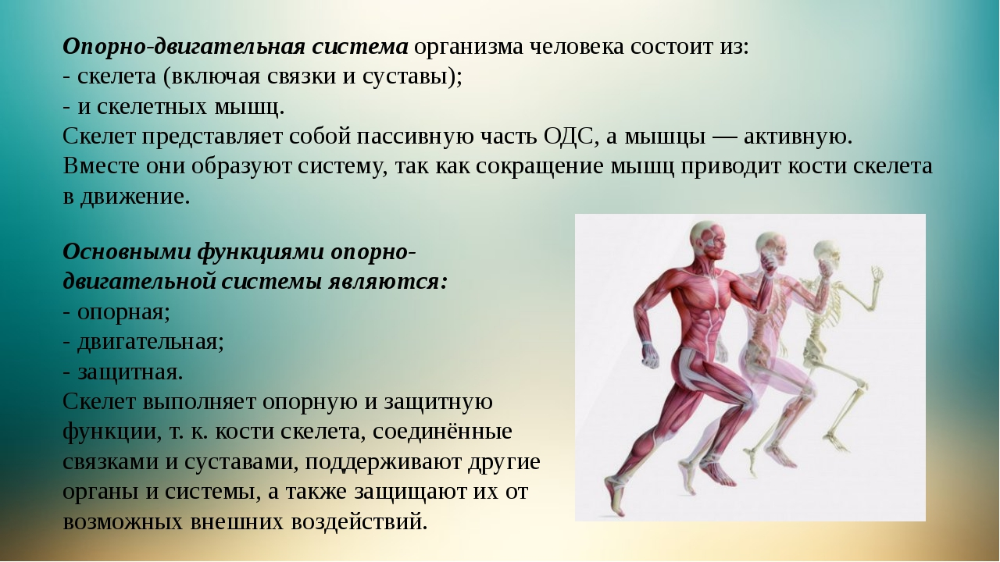 Опорно-двигательная система организма человека состоит из:
- скелета (включая связки и суставы);
- и скелетных мышц.
Скелет представляет собой пассивную часть ОДС, а мышцы — активную.
Вместе они образуют систему, так как сокращение мышц приводит кости скелета
в движение.
Основными функциями опорно-
двигательной системы являются:
- опорная;
- двигательная;
- защитная.
Скелет выполняет опорную и защитную
функции, т. к. кости скелета, соединённые
связками и суставами, поддерживают другие
органы и системы, а также защищают их от
возможных внешних воздействий.